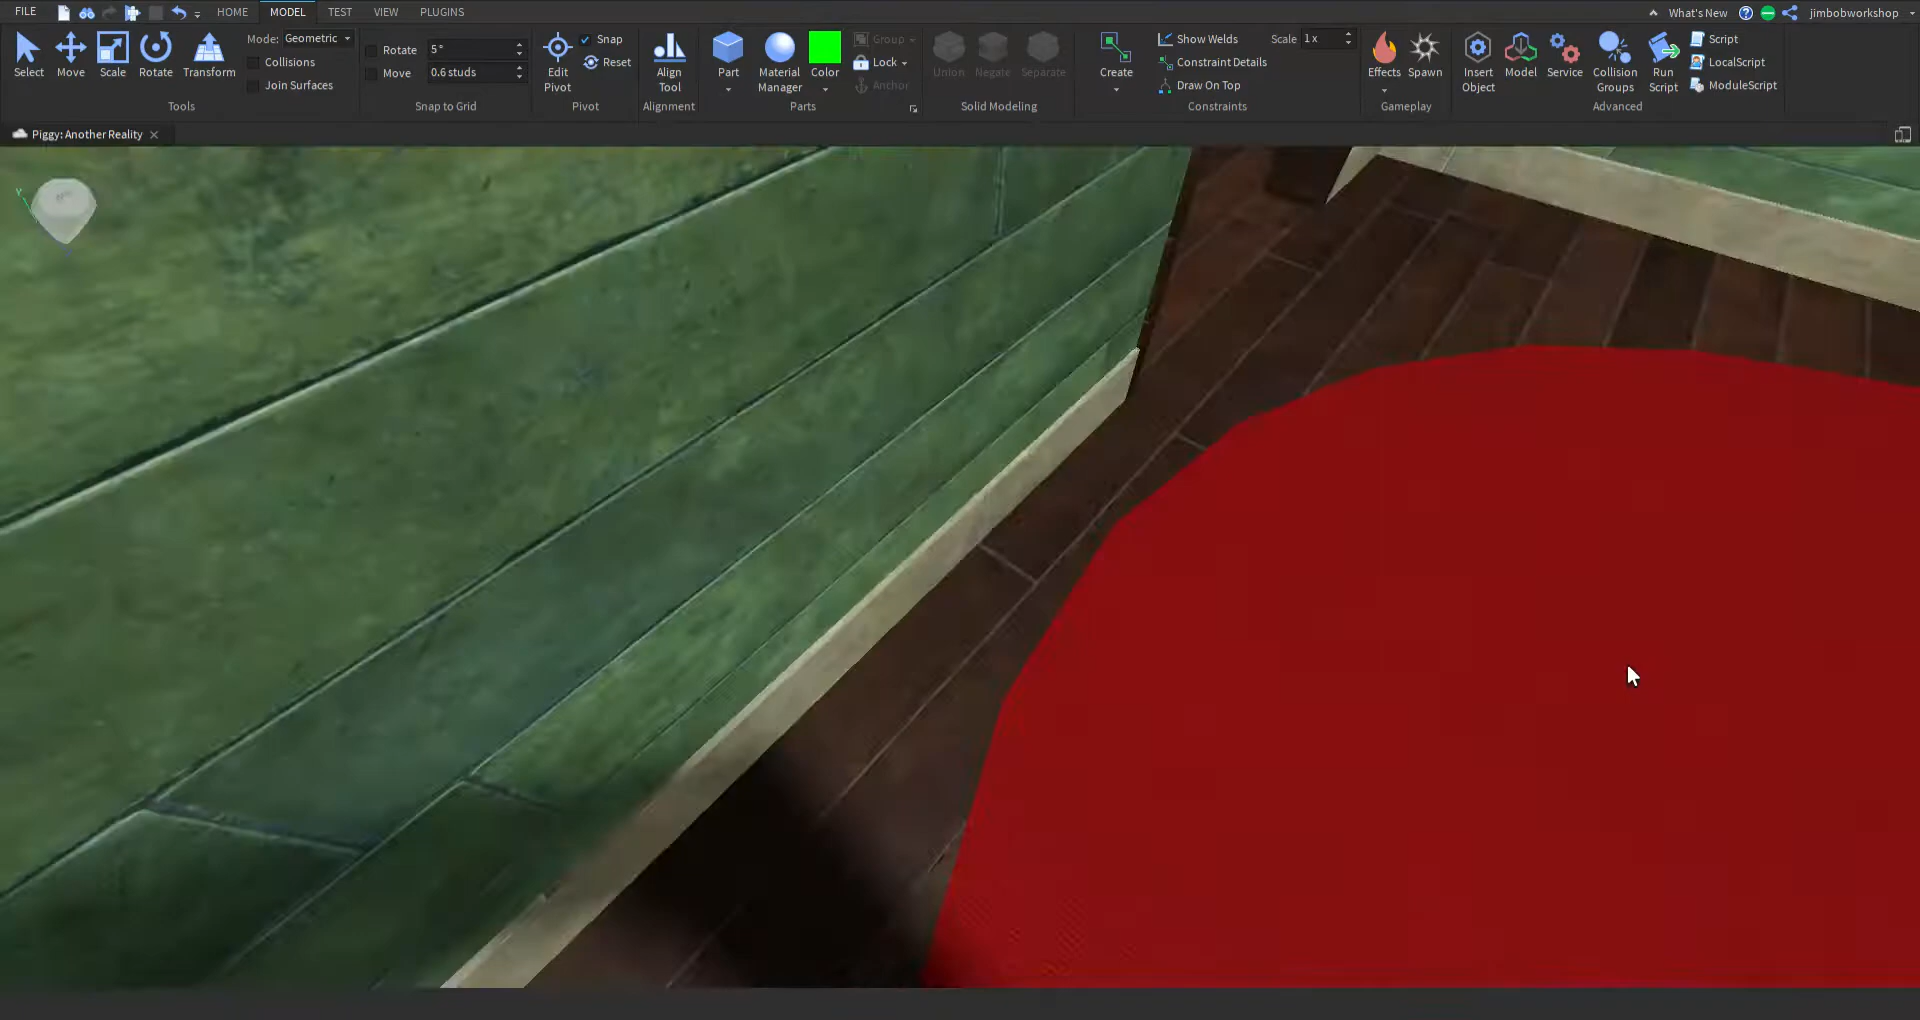 FILE HOME MODEL TEST VIEW PLUGINS What's New jimbobworkshop
Select Move Scale Rotate Transform
Mode: Geometric
Collisions
Join Surfaces
Tools
Rotate 5°
Move 0.6 studs
Snap to Grid
Edit Pivot
Snap
Reset
Pivot
Align Tool
Alignment
Part
Material Manager
Color
Group
Lock
Anchor
Parts
Union Negate Separate
Solid Modeling
Create
Show Welds
Constraint Details
Draw On Top
Scale 1x
Constraints
Effects Spawn
Gameplay
Insert Object
Model
Service
Collision Groups
Run Script
Script
LocalScript
ModuleScript
Advanced
Piggy: Another Reality
Y